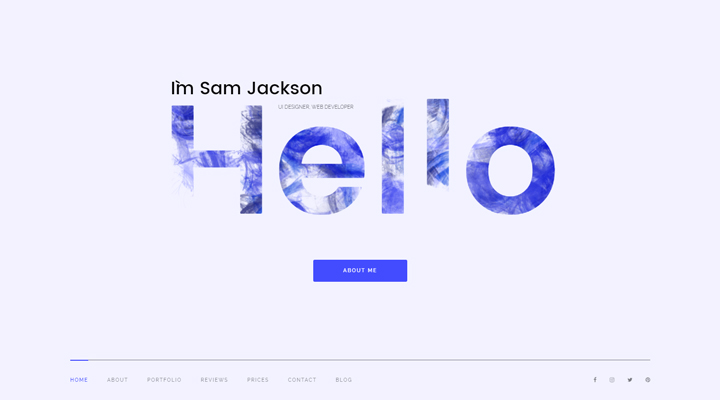 I`m Sam Jackson
UI DESIGNER, WEB DEVELOPER
Hello
ABOUT ME
HOME ABOUT PORTFOLIO REVIEWS PRICES CONTACT BLOG